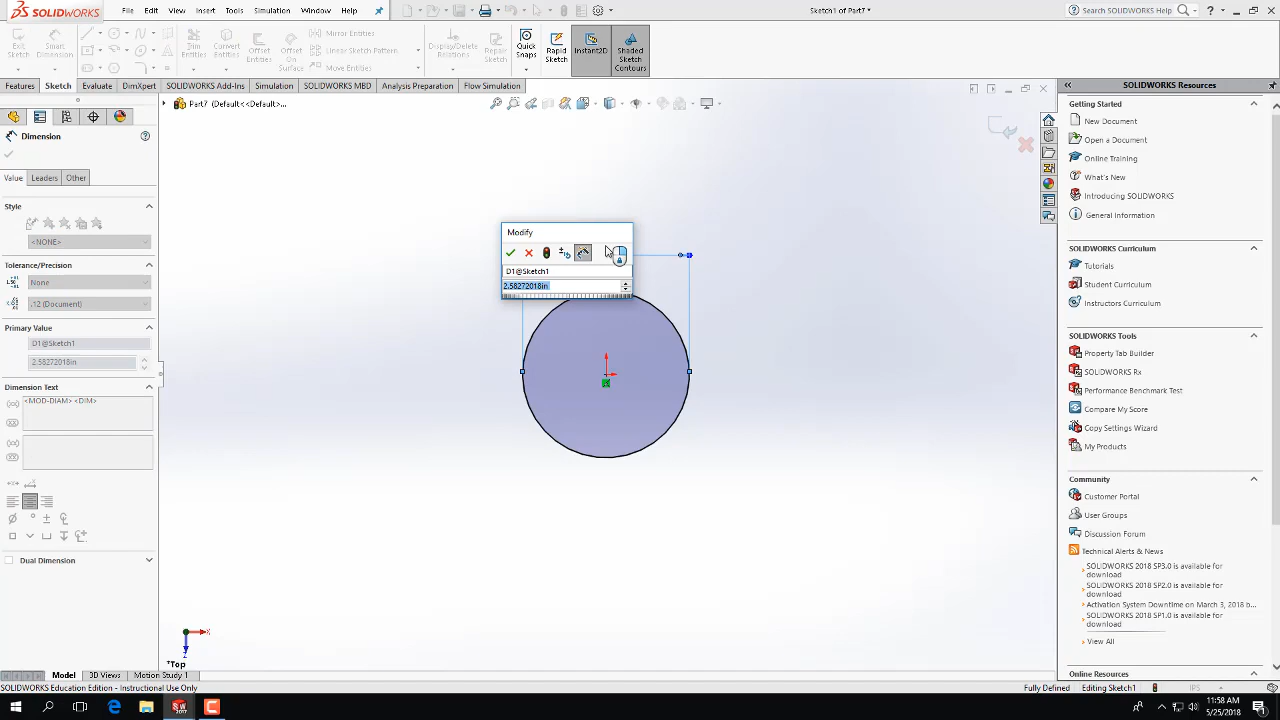 SOLIDWORKS File Edit View Insert Tools Simulation Window Help Sketch1 of Part7 Search SOLIDWORKS Help
Exit Sketch
Smart Dimension
Trim Entities
Convert Entities
Offset Entities
Offset On Surface
Mirror Entities
Linear Sketch Pattern
Move Entities
Display/Delete Relations
Repair Sketch
Quick Snaps
Rapid Sketch
Instant2D
Shaded Sketch Contours
Features Sketch Evaluate DimXpert SOLIDWORKS Add-Ins Simulation SOLIDWORKS MBD Analysis Preparation Flow Simulation
Part7 (Default<<Default>...
Dimension
Value Leaders Other
Style
<NONE>
Tolerance/Precision
None
.12 (Document)
Primary Value
D1@Sketch1
2.58272018in
Dimension Text
<MOD-DIAM> <DIM>
Dual Dimension
Modify
D1@Sketch1
2.58272018in
X
Z
*Top
SOLIDWORKS Resources
Getting Started
New Document
Open a Document
Online Training
What's New
Introducing SOLIDWORKS
General Information
SOLIDWORKS Curriculum
Tutorials
Student Curriculum
Instructors Curriculum
SOLIDWORKS Tools
Property Tab Builder
SOLIDWORKS Rx
Performance Benchmark Test
Compare My Score
Copy Settings Wizard
My Products
Community
Customer Portal
User Groups
Discussion Forum
Technical Alerts & News
SOLIDWORKS 2018 SP3.0 is available for
download
SOLIDWORKS 2018 SP2.0 is available for
download
Activation System Downtime on March 3, 2018 b...
SOLIDWORKS 2018 SP1.0 is available for
download
View All
Online Resources
Model 3D Views Motion Study 1
SOLIDWORKS Education Edition - Instructional Use Only Fully Defined Editing Sketch1 IPS
11:58 AM
5/25/2018